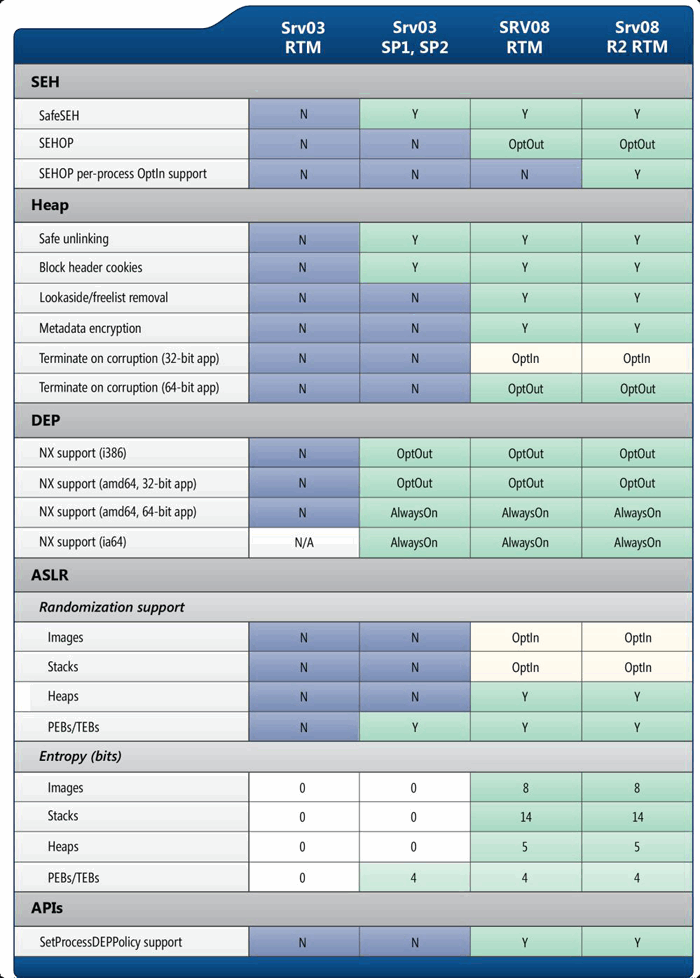 Srv03 RTM Srv03 SP1, SP2 SRV08 RTM Srv08 R2 RTM
SEH
SafeSEH N Y Y Y
SEHOP N N OptOut OptOut
SEHOP per-process OptIn support N N N Y
Heap
Safe unlinking N Y Y Y
Block header cookies N Y Y Y
Lookaside/freelist removal N N Y Y
Metadata encryption N N Y Y
Terminate on corruption (32-bit app) N N OptIn OptIn
Terminate on corruption (64-bit app) N N OptOut OptOut
DEP
NX support (i386) N OptOut OptOut OptOut
NX support (amd64, 32-bit app) N OptOut OptOut OptOut
NX support (amd64, 64-bit app) N AlwaysOn AlwaysOn AlwaysOn
NX support (ia64) N/A AlwaysOn AlwaysOn AlwaysOn
ASLR
Randomization support
Images N N OptIn OptIn
Stacks N N OptIn OptIn
Heaps N N Y Y
PEBs/TEBs N Y Y Y
Entropy (bits)
Images 0 0 8 8
Stacks 0 0 14 14
Heaps 0 0 5 5
PEBs/TEBs 0 4 4 4
APIs
SetProcessDEPPolicy support N N Y Y